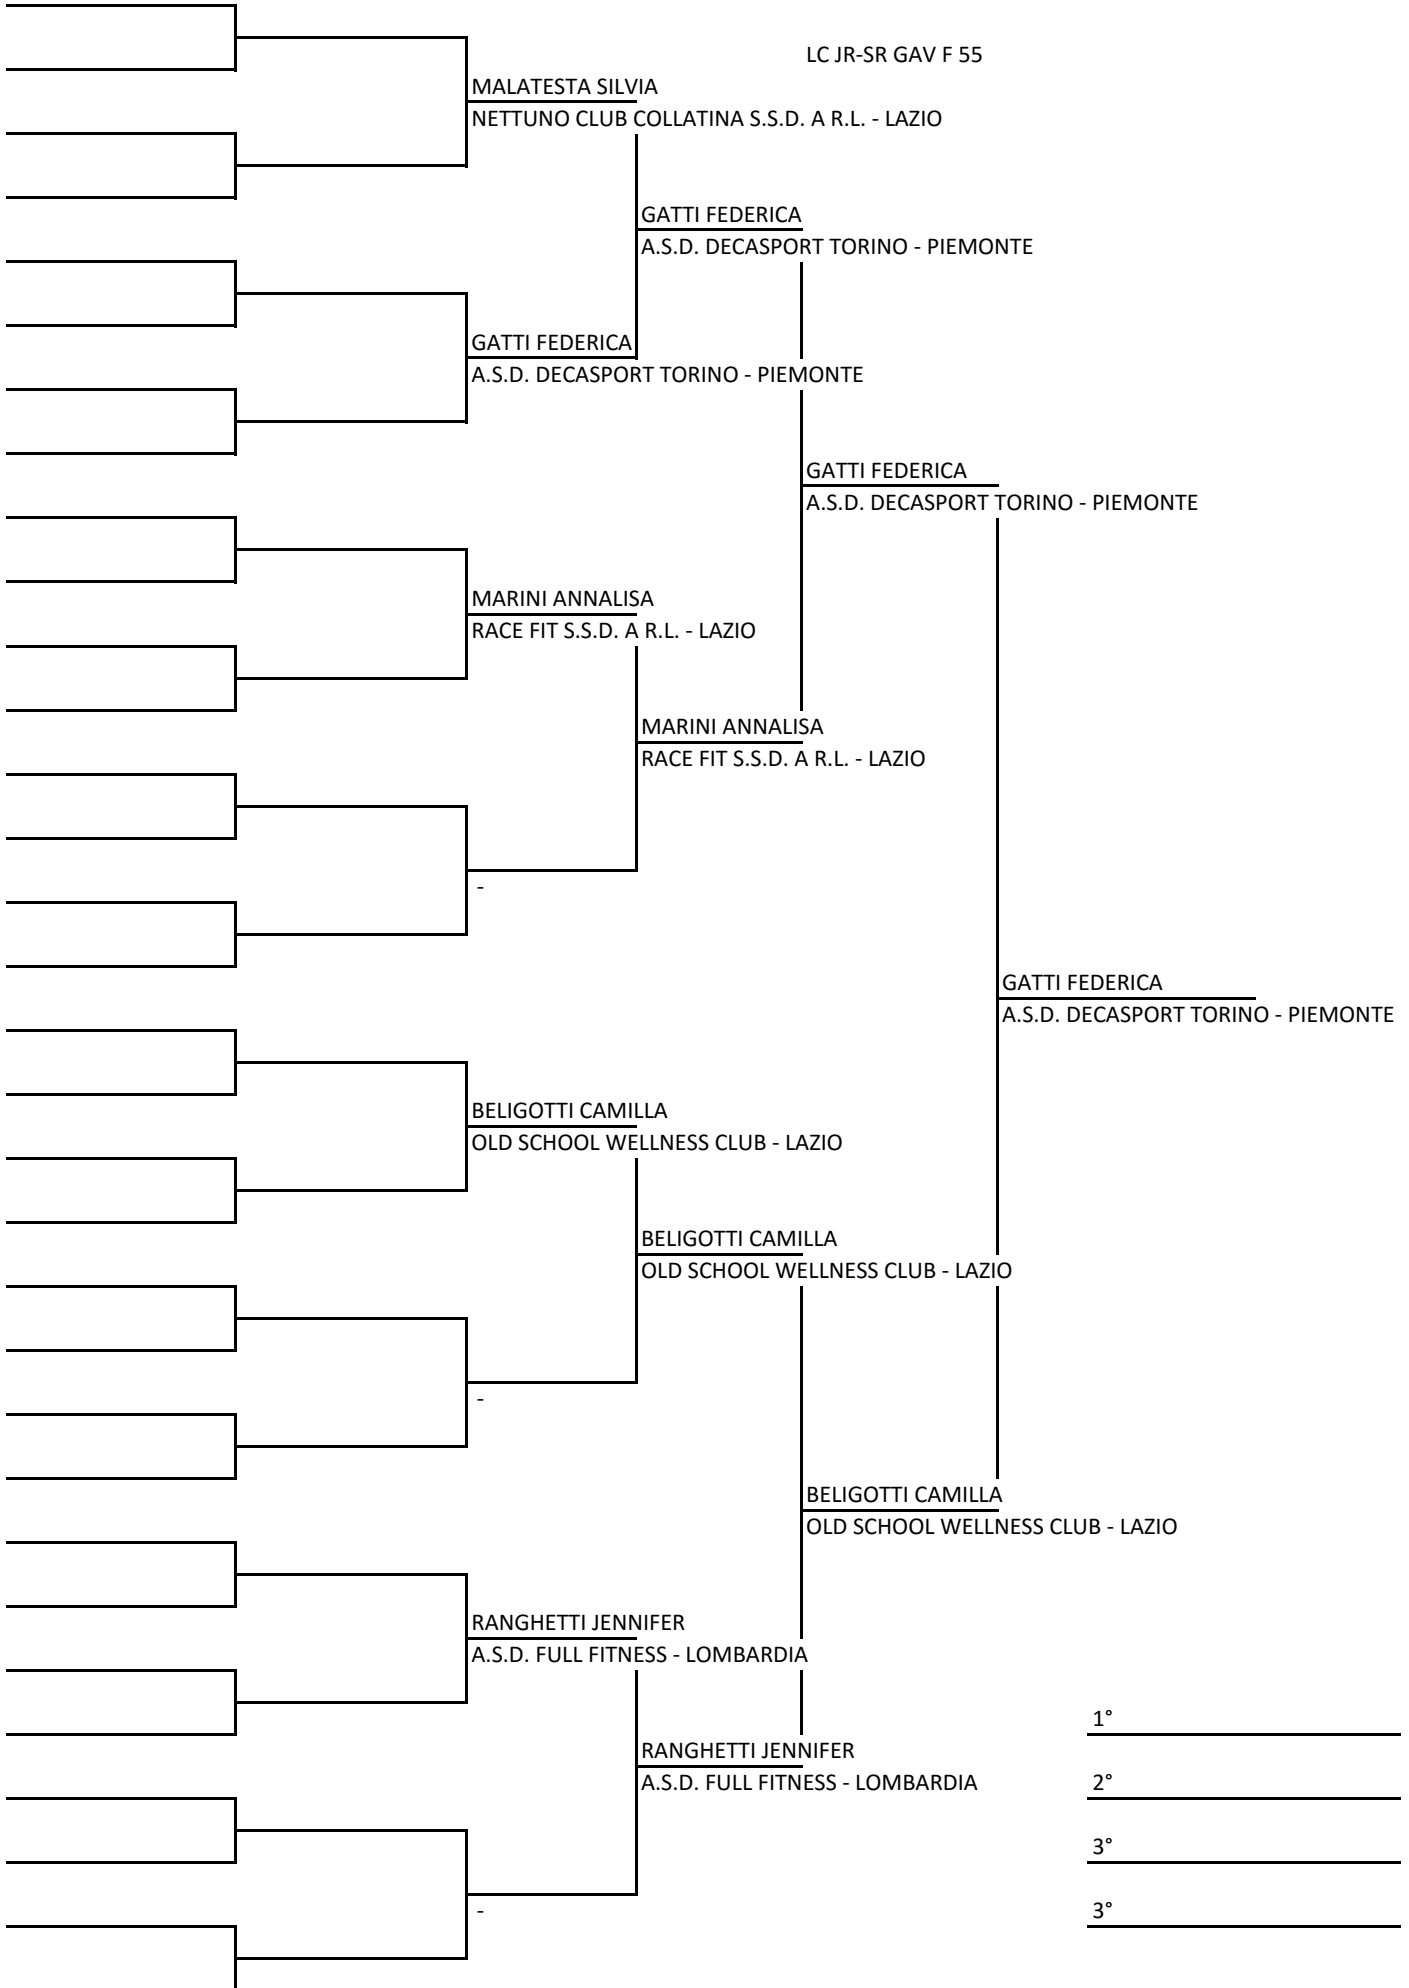 LC JR-SR GAV F 55
MALATESTA SILVIA
NETTUNO CLUB COLLATINA S.S.D. A R.L. - LAZIO
GATTI FEDERICA
A.S.D. DECASPORT TORINO - PIEMONTE
GATTI FEDERICA
A.S.D. DECASPORT TORINO - PIEMONTE
GATTI FEDERICA
A.S.D. DECASPORT TORINO - PIEMONTE
MARINI ANNALISA
RACE FIT S.S.D. A R.L. - LAZIO
MARINI ANNALISA
RACE FIT S.S.D. A R.L. - LAZIO
-
GATTI FEDERICA
A.S.D. DECASPORT TORINO - PIEMONTE
BELIGOTTI CAMILLA
OLD SCHOOL WELLNESS CLUB - LAZIO
BELIGOTTI CAMILLA
OLD SCHOOL WELLNESS CLUB - LAZIO
-
BELIGOTTI CAMILLA
OLD SCHOOL WELLNESS CLUB - LAZIO
RANGHETTI JENNIFER
A.S.D. FULL FITNESS - LOMBARDIA
1°
RANGHETTI JENNIFER
A.S.D. FULL FITNESS - LOMBARDIA
2°
3°
3°
-